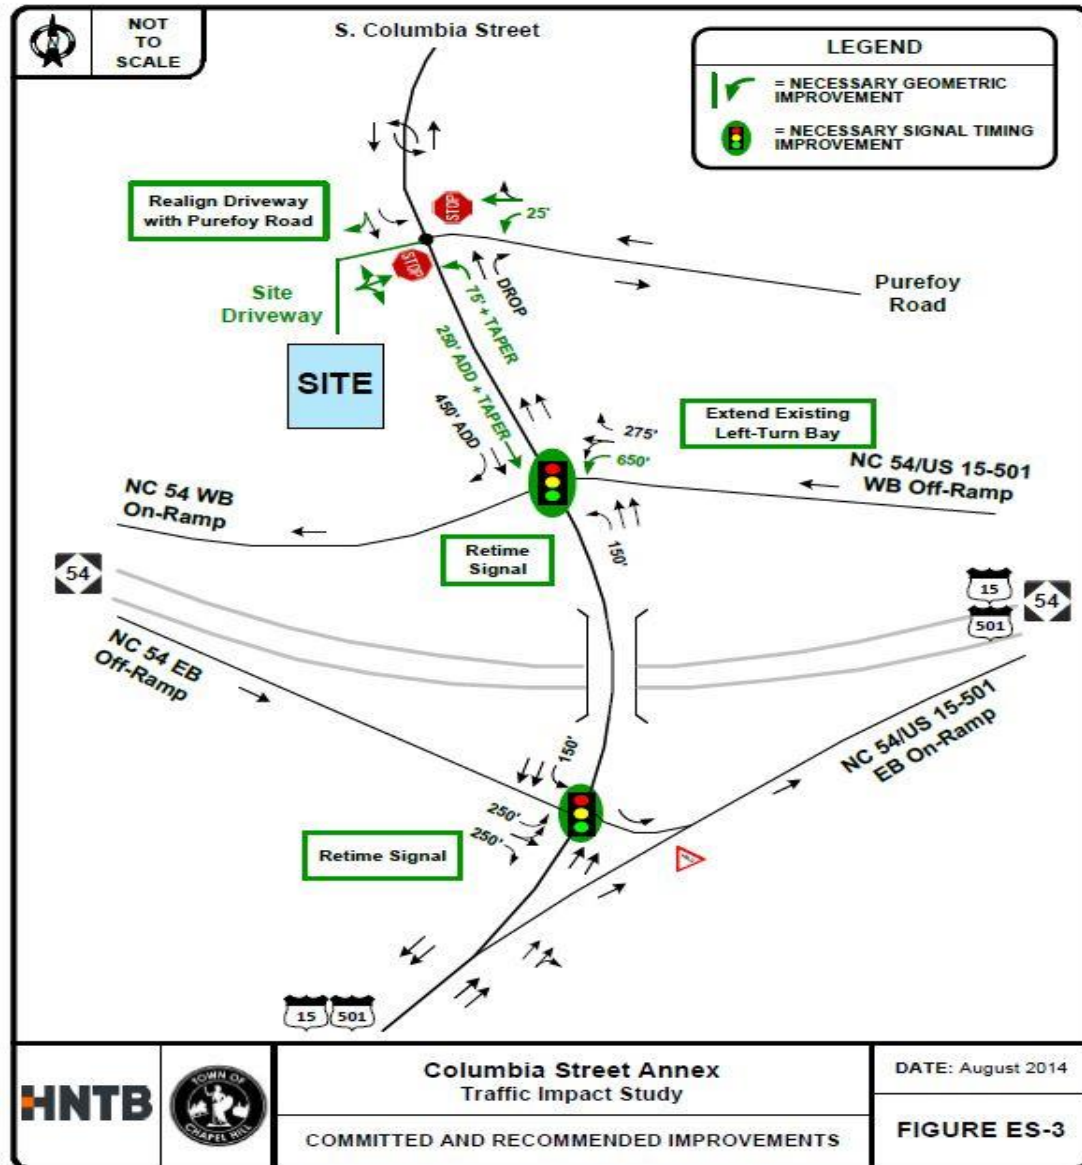 NOT
TO
SCALE
S. Columbia Street
LEGEND
= NECESSARY GEOMETRIC
IMPROVEMENT
= NECESSARY SIGNAL TIMING
IMPROVEMENT
Realign Driveway
with Purefoy Road
STOP
25'
STOP
Site
Driveway
DROP
75' + TAPER
Purefoy
Road
SITE
250' ADD + TAPER
450' ADD
Extend Existing
Left-Turn Bay
275'
650'
NC 54/US 15-501
WB Off-Ramp
NC 54 WB
On-Ramp
Retime
Signal
150'
54
15
501
54
NC 54 EB
Off-Ramp
NC 54/US 15-501
EB On-Ramp
150'
250'
250'
Retime Signal
15
501
HNTB
TOWN OF
CHAPEL HILL
Columbia Street Annex
Traffic Impact Study
COMMITTED AND RECOMMENDED IMPROVEMENTS
DATE: August 2014
FIGURE ES-3